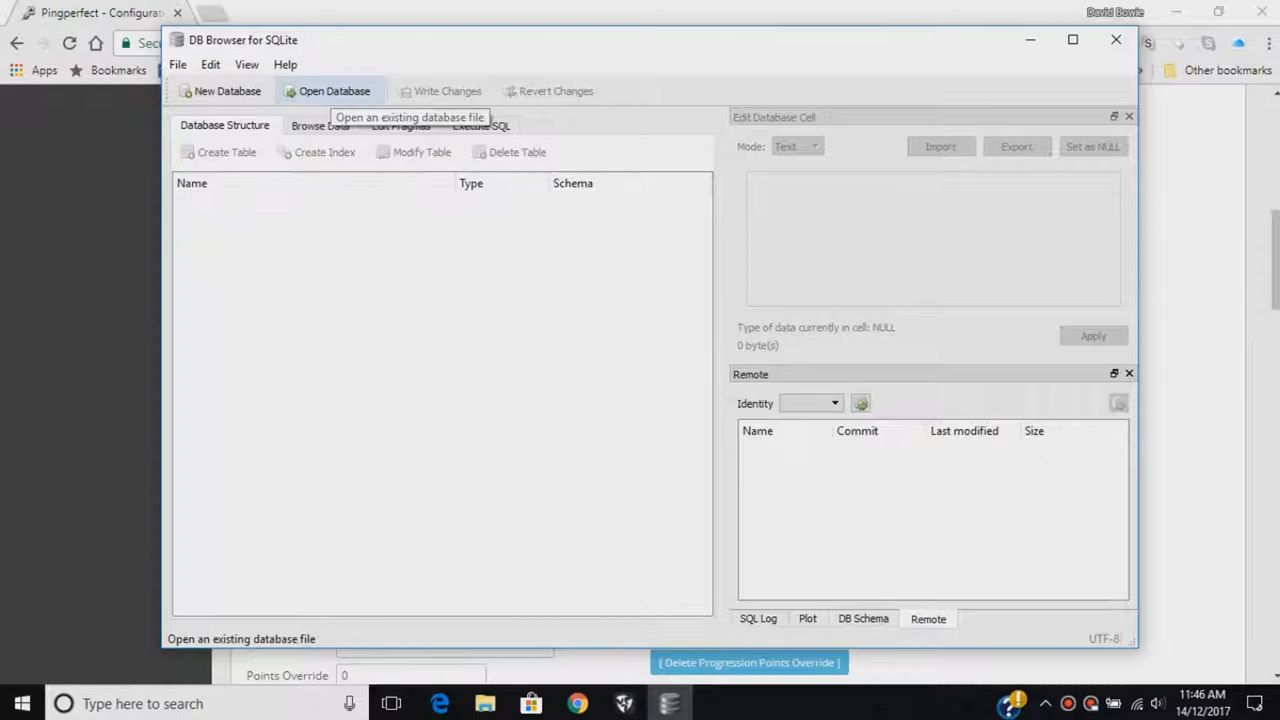 Pingperfect - Configurat
David Bowie
Sec
Apps
Bookmarks
Other bookmarks
DB Browser for SQLite
File Edit View Help
New Database Open Database Write Changes Revert Changes
Open an existing database file
Database Structure Browse Data Edit Pragmas Execute SQL
Create Table Create Index Modify Table Delete Table
Name Type Schema
Edit Database Cell
Mode: Text Import Export Set as NULL
Type of data currently in cell: NULL
0 byte(s)
Apply
Remote
Identity
Name Commit Last modified Size
SQL Log Plot DB Schema Remote
Open an existing database file
UTF-8
[ Delete Progression Points Override ]
Points Override 0
Type here to search
11:46 AM
14/12/2017